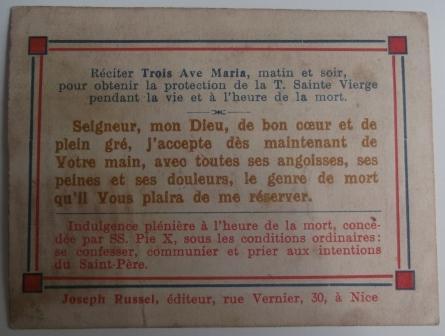 Réciter Trois Ave Maria, matin et soir,
pour obtenir la protection de la T. Sainte Vierge
pendant la vie et à l'heure de la mort.
Seigneur, mon Dieu, de bon cœur et de
plein gré, j'accepte dès maintenant de
Votre main, avec toutes ses angoisses, ses
peines et ses douleurs, le genre de mort
qu'il Vous plaira de me réserver.
Indulgence plénière à l'heure de la mort, concé-
dée par SS. Pie X, sous les conditions ordinaires:
se confesser, communier et prier aux intentions
du Saint-Père.
Joseph Russel, éditeur, rue Vernier, 30, à Nice